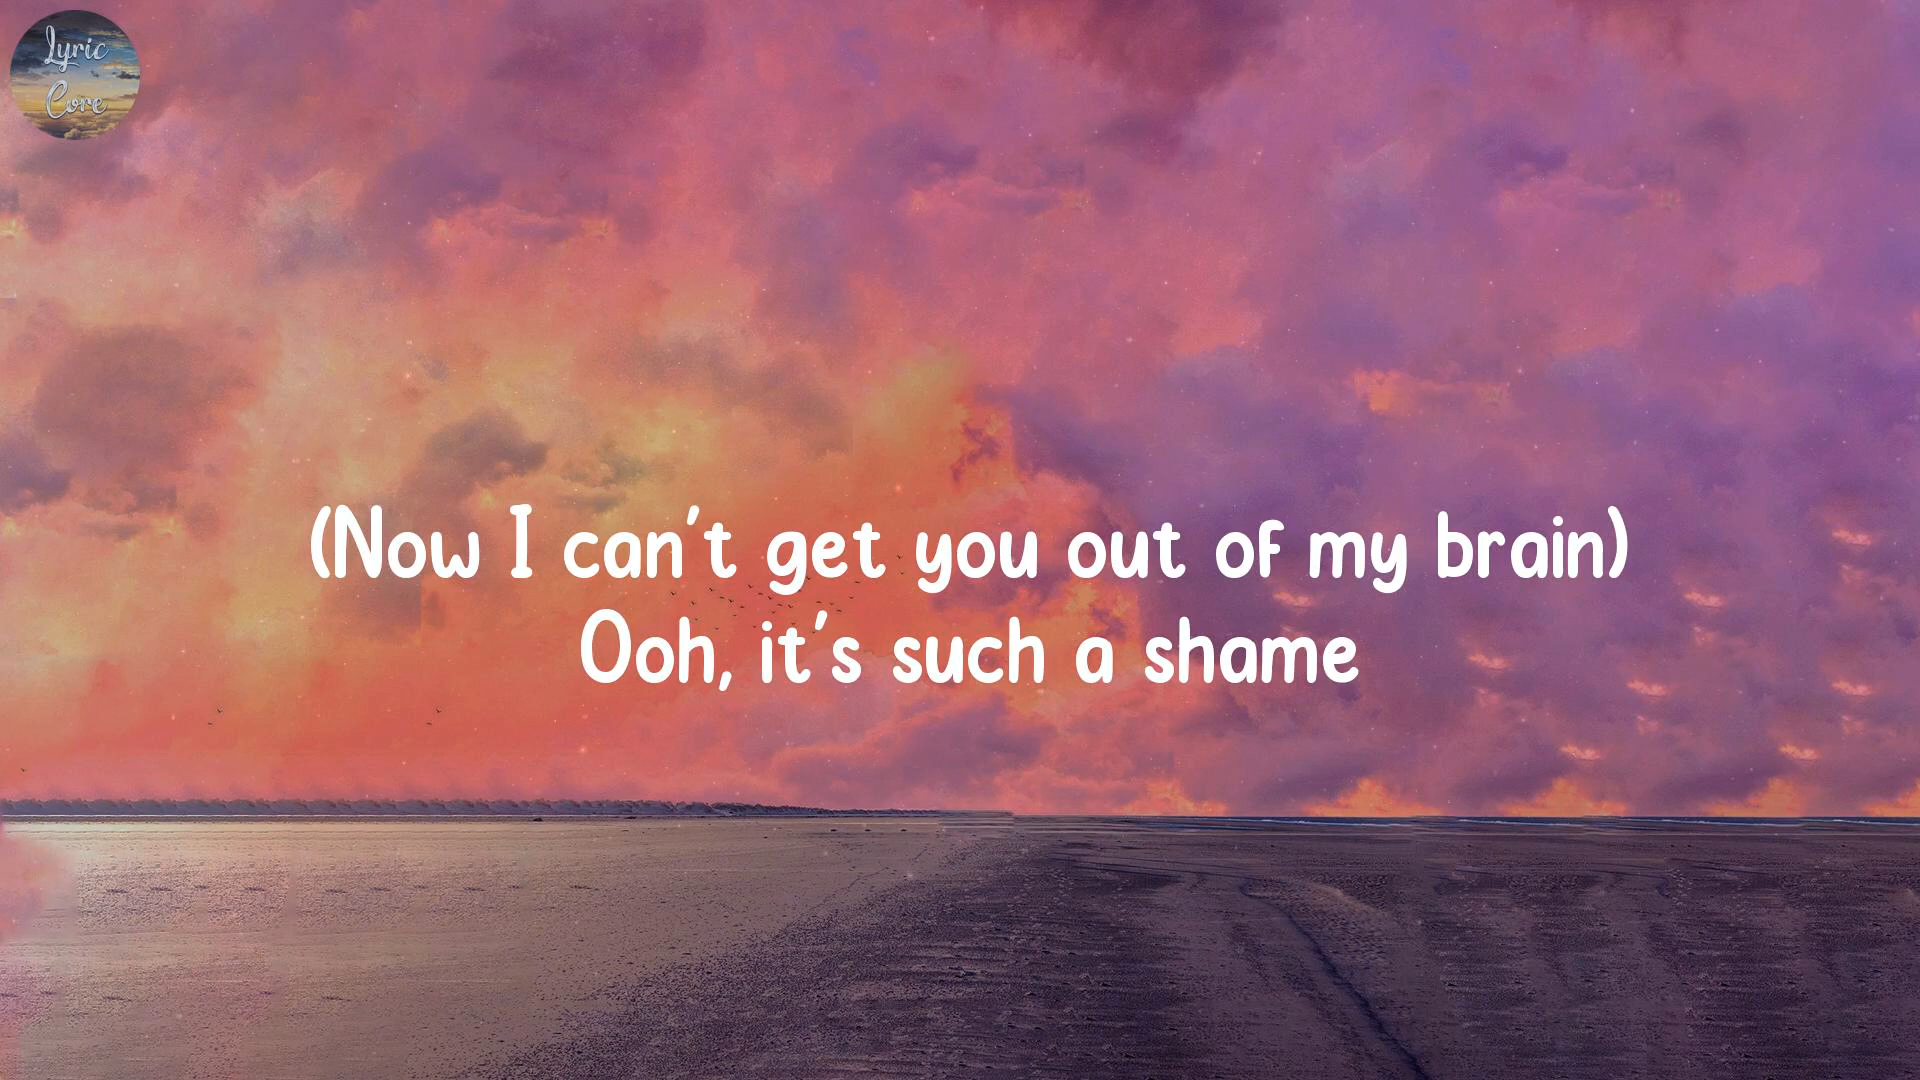 Lyric
Core
(Now I can't get you out of my brain)
Ooh, it's such a shame